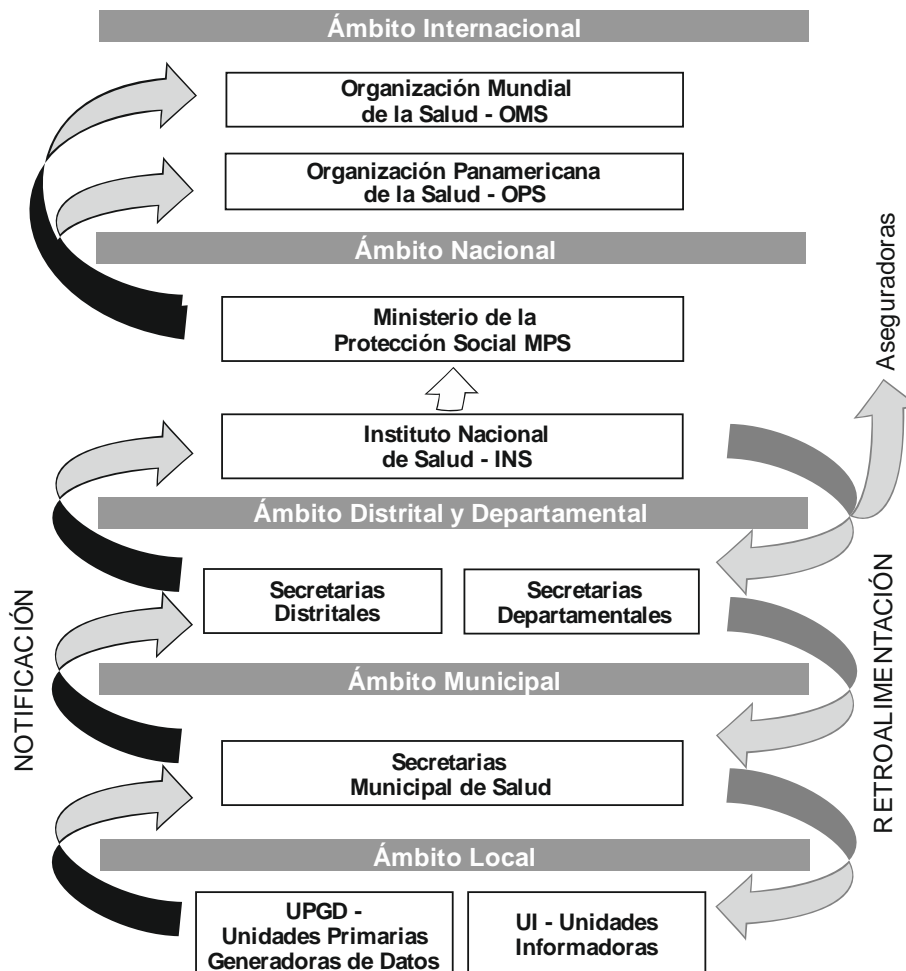 Ámbito Internacional
Organización Mundial
de la Salud - OMS
Organización Panamericana
de la Salud - OPS
Ámbito Nacional
Ministerio de la
Protección Social MPS
Aseguradoras
Instituto Nacional
de Salud - INS
Ámbito Distrital y Departamental
Secretarias
Distritales
Secretarias
Departamentales
NOTIFICACIÓN
RETROALIMENTACIÓN
Ámbito Municipal
Secretarias
Municipal de Salud
Ámbito Local
UPGD -
Unidades Primarias
Generadoras de Datos
UI - Unidades
Informadoras